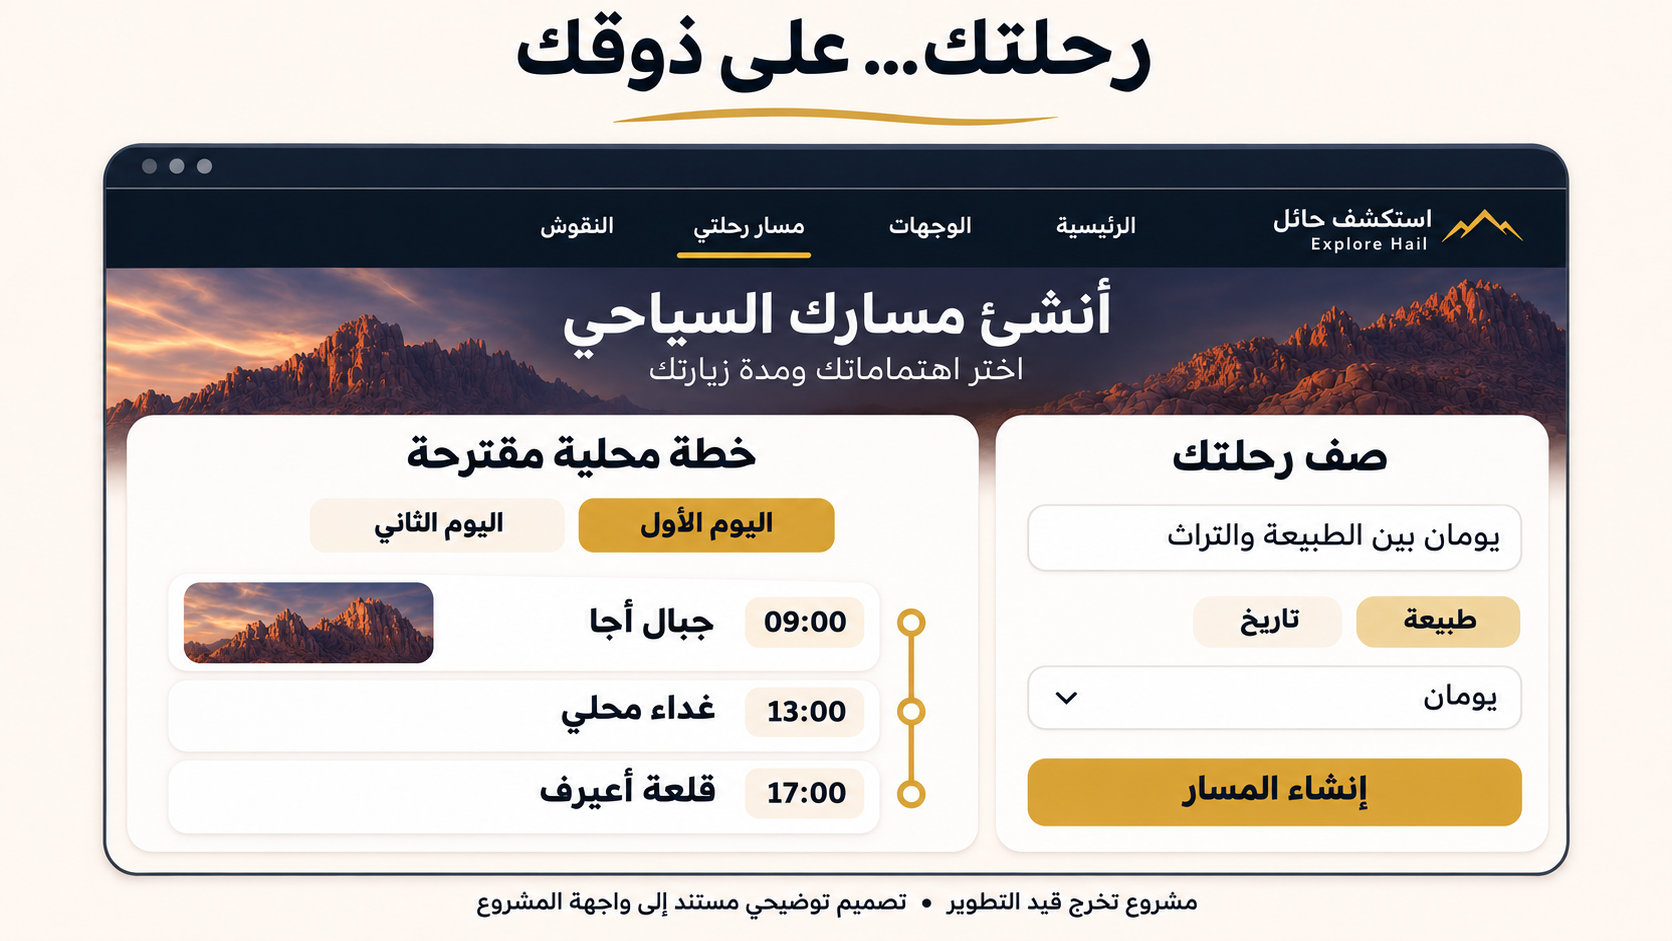 رحلتك... على ذوقك
استكشف حائل
Explore Hail
الرئيسية
الوجهات
مسار رحلتي
النقوش
أنشئ مسارك السياحي
اختر اهتماماتك ومدة زيارتك
صف رحلتك
يومان بين الطبيعة والتراث
طبيعة
تاريخ
يومان
إنشاء المسار
خطة محلية مقترحة
اليوم الأول
اليوم الثاني
09:00 جبال أجا
13:00 غداء محلي
17:00 قلعة أعيرف
مشروع تخرج قيد التطوير • تصميم توضيحي مستند إلى واجهة المشروع